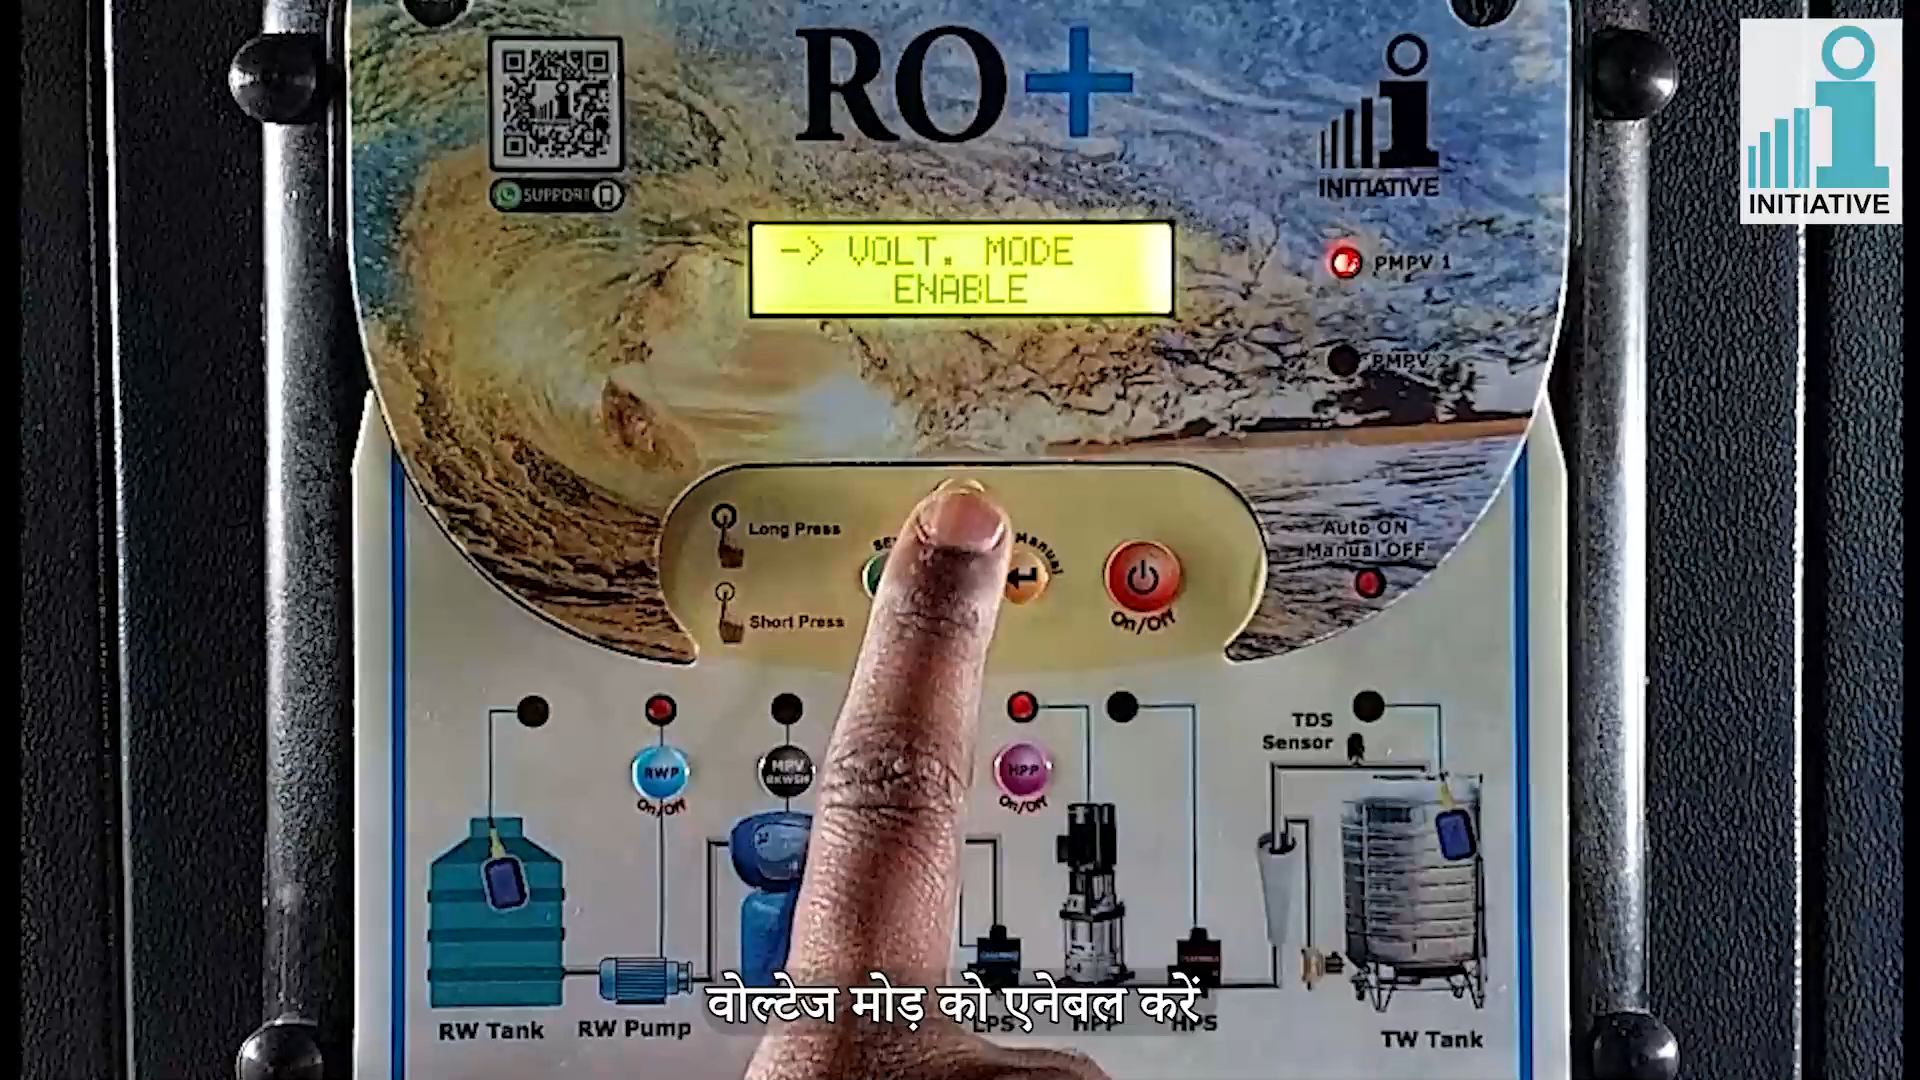 RO+
INITIATIVE
INITIATIVE
SUPPORT
-> VOLT. MODE
ENABLE
PMPV 1
PMPV 2
Long Press
Short Press
Manual
On/Off
Auto ON
Manual OFF
TDS
Sensor
RWP
On/Off
MPV
HPP
On/Off
वोल्टेज मोड़ को एनेबल करें
RW Tank
RW Pump
LPS
HPP
HPS
TW Tank